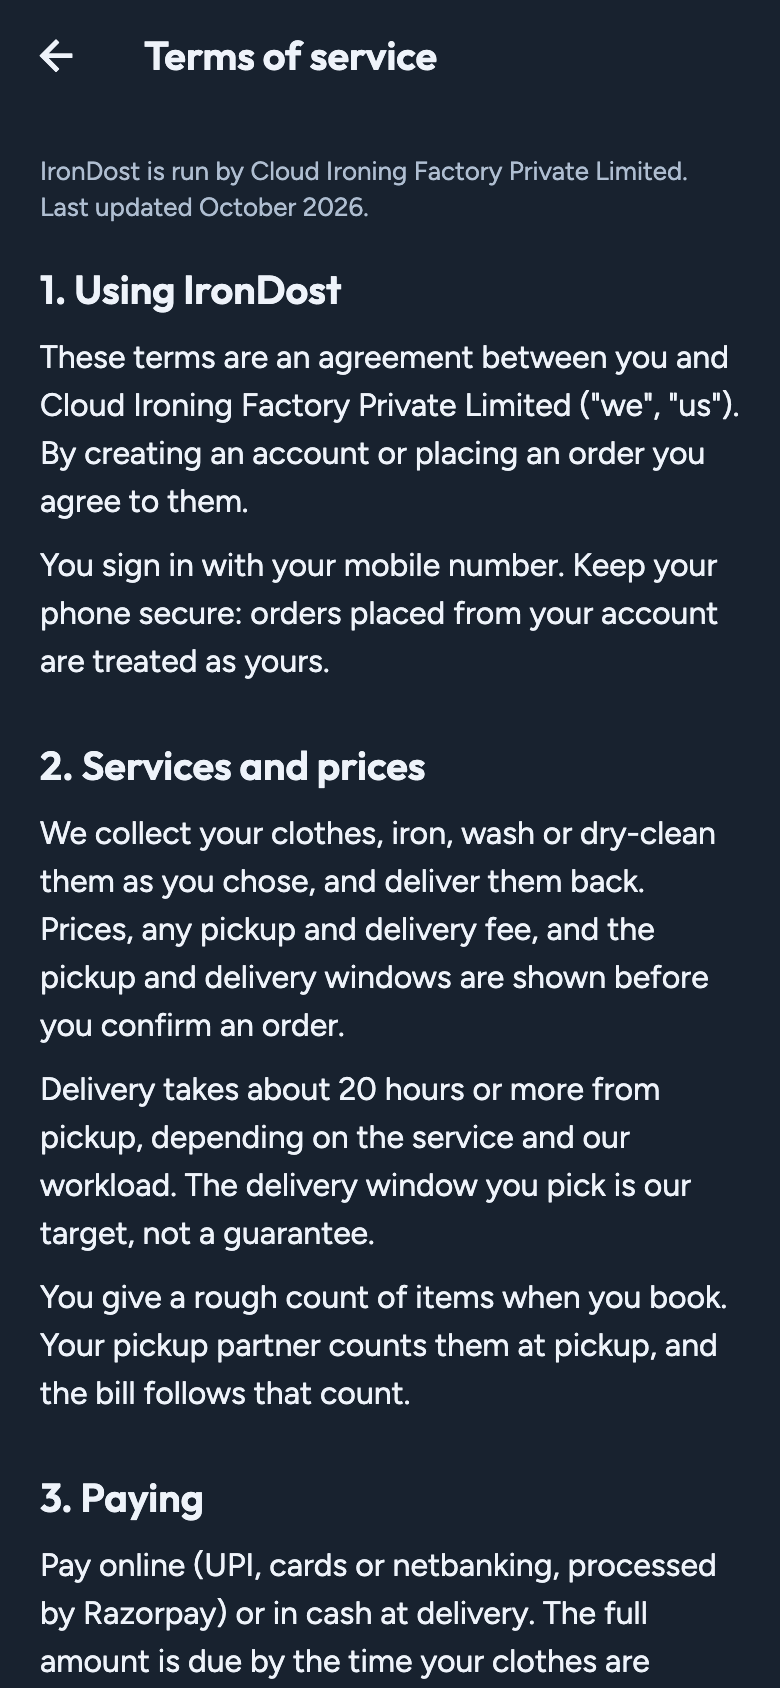 Terms of service
IronDost is run by Cloud Ironing Factory Private Limited.
Last updated October 2026.
1. Using IronDost
These terms are an agreement between you and
Cloud Ironing Factory Private Limited ("we", "us").
By creating an account or placing an order you
agree to them.
You sign in with your mobile number. Keep your
phone secure: orders placed from your account
are treated as yours.
2. Services and prices
We collect your clothes, iron, wash or dry-clean
them as you chose, and deliver them back.
Prices, any pickup and delivery fee, and the
pickup and delivery windows are shown before
you confirm an order.
Delivery takes about 20 hours or more from
pickup, depending on the service and our
workload. The delivery window you pick is our
target, not a guarantee.
You give a rough count of items when you book.
Your pickup partner counts them at pickup, and
the bill follows that count.
3. Paying
Pay online (UPI, cards or netbanking, processed
by Razorpay) or in cash at delivery. The full
amount is due by the time your clothes are